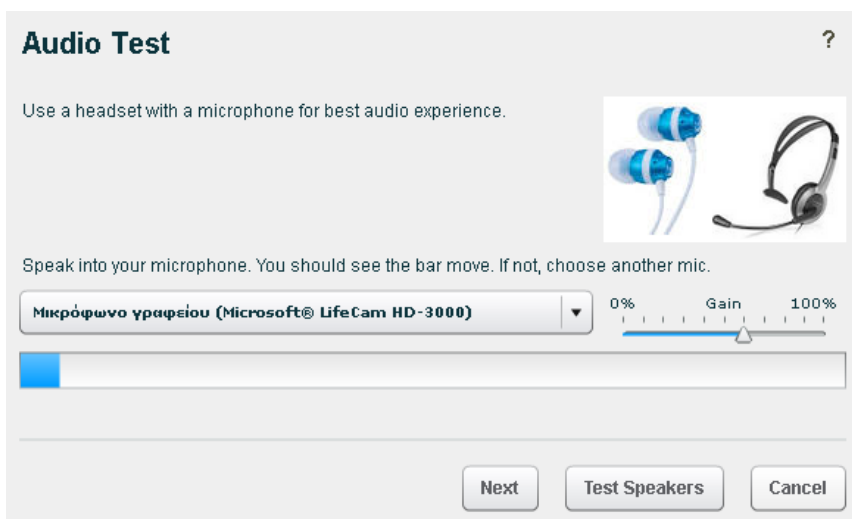 Audio Test
?
Use a headset with a microphone for best audio experience.
Speak into your microphone. You should see the bar move. If not, choose another mic.
Μικρόφωνο γραφείου (Microsoft® LifeCam HD-3000)
0% Gain 100%
Next Test Speakers Cancel